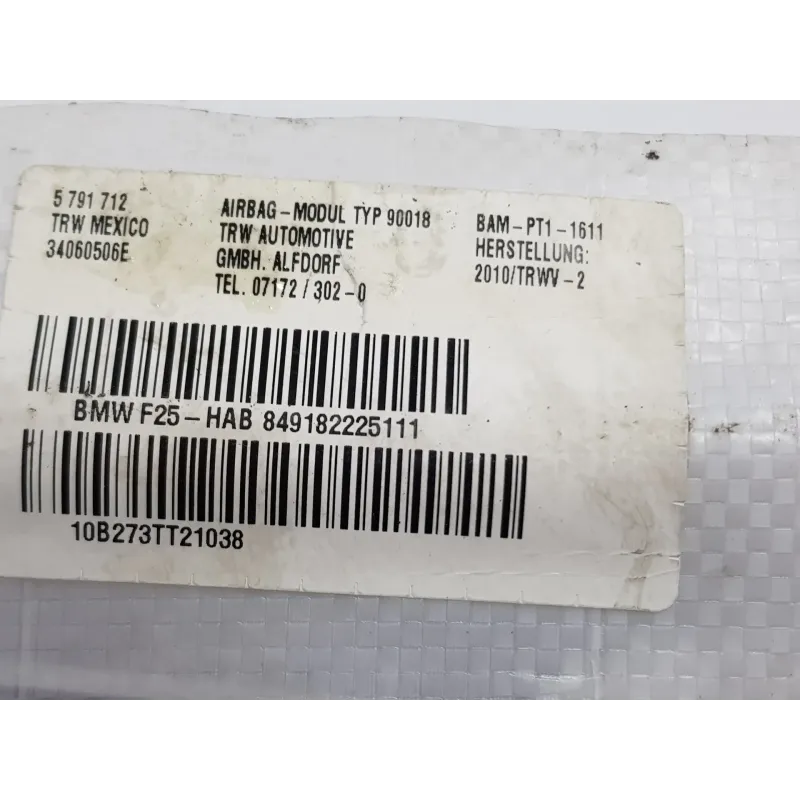 5 791 712
TRW MEXICO
34060506E
AIRBAG-MODUL TYP 90018
TRW AUTOMOTIVE
GMBH. ALFDORF
TEL. 07172/302-0
BAM-PT1-1611
HERSTELLUNG:
2010/TRWV-2
BMW F25-HAB 849182225111
10B273TT21038